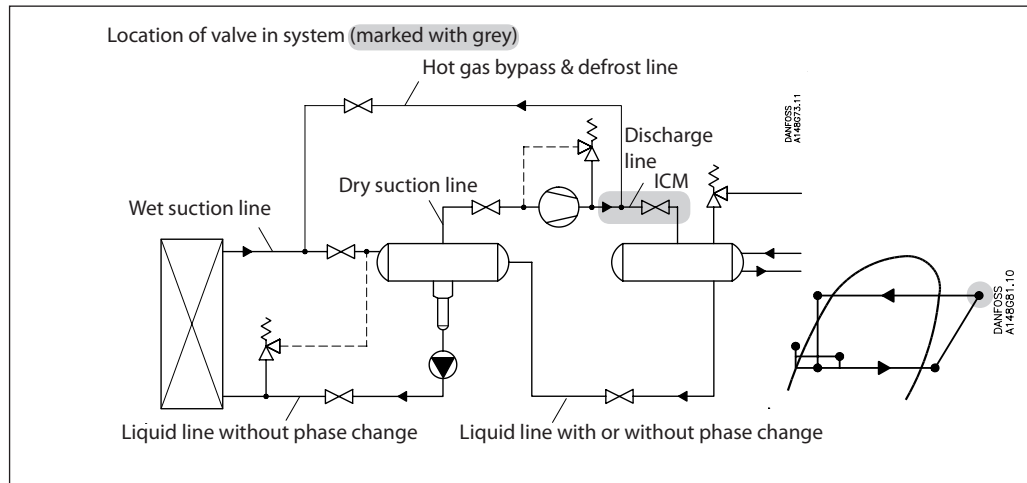 Location of valve in system (marked with grey)
Hot gas bypass & defrost line
DANFOSS
A148G73.11
Discharge
line
ICM
Dry suction line
Wet suction line
DANFOSS
A148G81.10
Liquid line without phase change
Liquid line with or without phase change